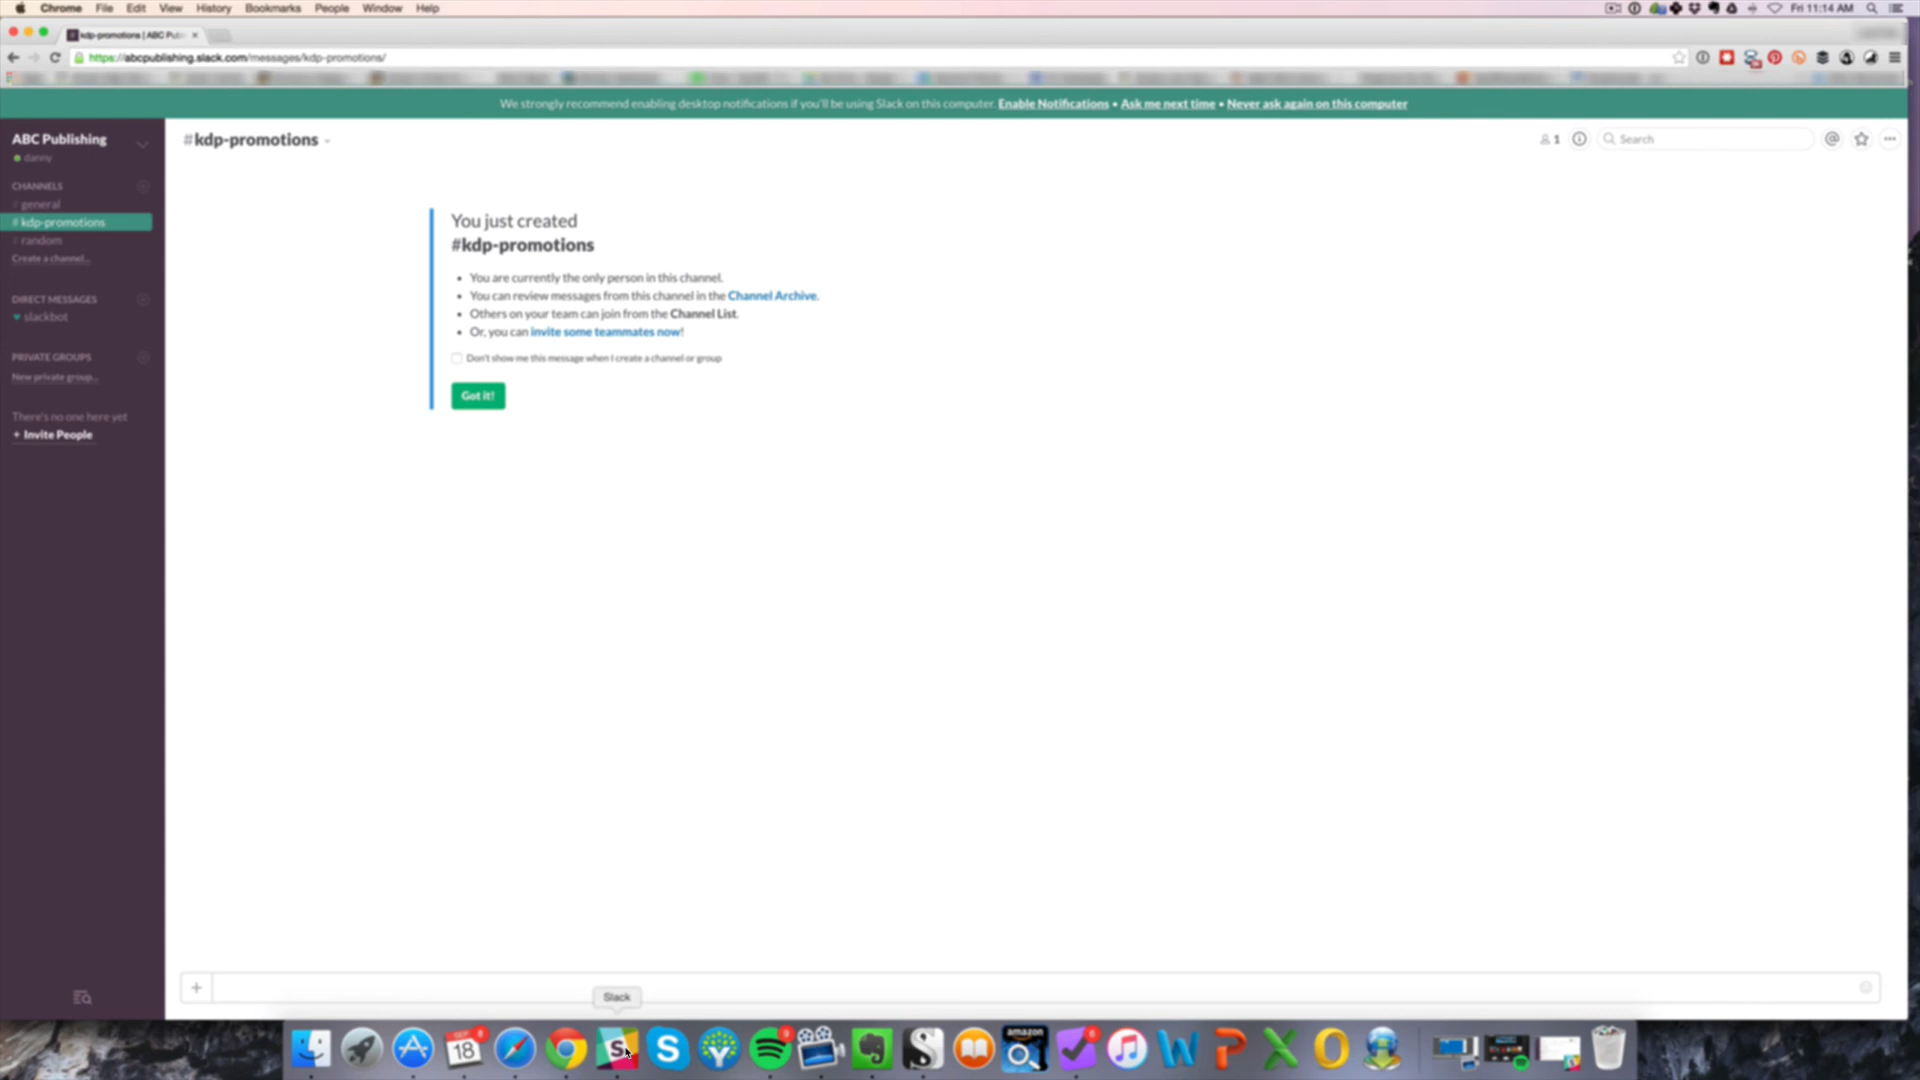 Chrome File Edit View History Bookmarks People Window Help
Fri 11:14 AM
kdp-promotions | ABC Pub
https://abcpublishing.slack.com/messages/kdp-promotions/
We strongly recommend enabling desktop notifications if you'll be using Slack on this computer. Enable Notifications • Ask me next time • Never ask again on this computer
ABC Publishing
danny
#kdp-promotions
1
Search
CHANNELS
# general
# kdp-promotions
# random
Create a channel...
DIRECT MESSAGES
slackbot
PRIVATE GROUPS
New private group...
There's no one here yet
+ Invite People
You just created
#kdp-promotions
• You are currently the only person in this channel.
• You can review messages from this channel in the Channel Archive.
• Others on your team can join from the Channel List.
• Or, you can invite some teammates now!
Don't show me this message when I create a channel or group
Got it!
Slack
SEP
18
amazon